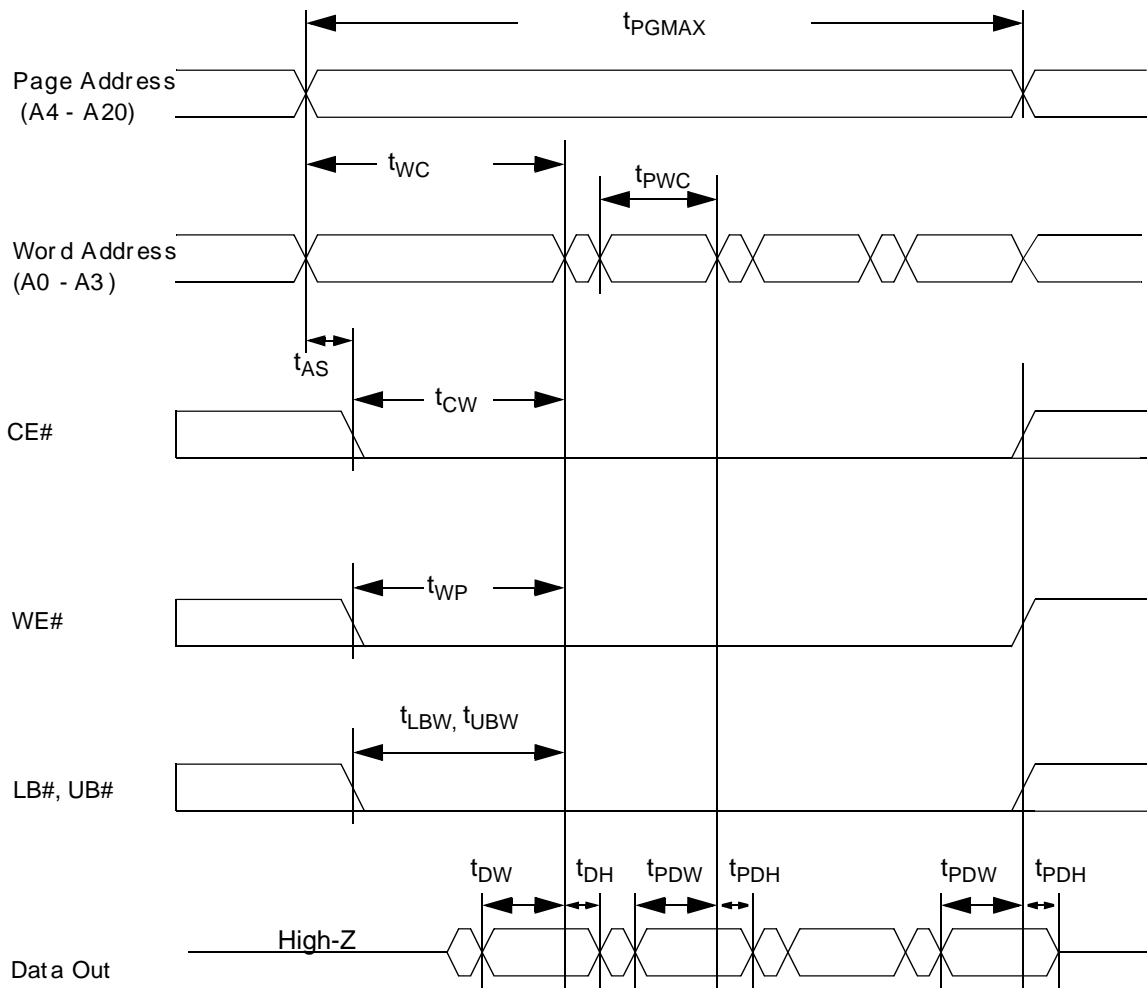 tPGMAX
Page Address
(A4 - A20)
tWC
tPWC
Word Address
(A0 - A3 )
tAS
tCW
CE#
tWP
WE#
tLBW, tUBW
LB#, UB#
tDW
tDH
tPDW
tPDH
tPDW
tPDH
High-Z
Data Out